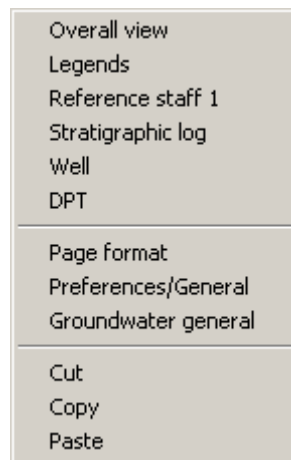 Overall view
Legends
Reference staff 1
Stratigraphic log
Well
DPT
Page format
Preferences/General
Groundwater general
Cut
Copy
Paste